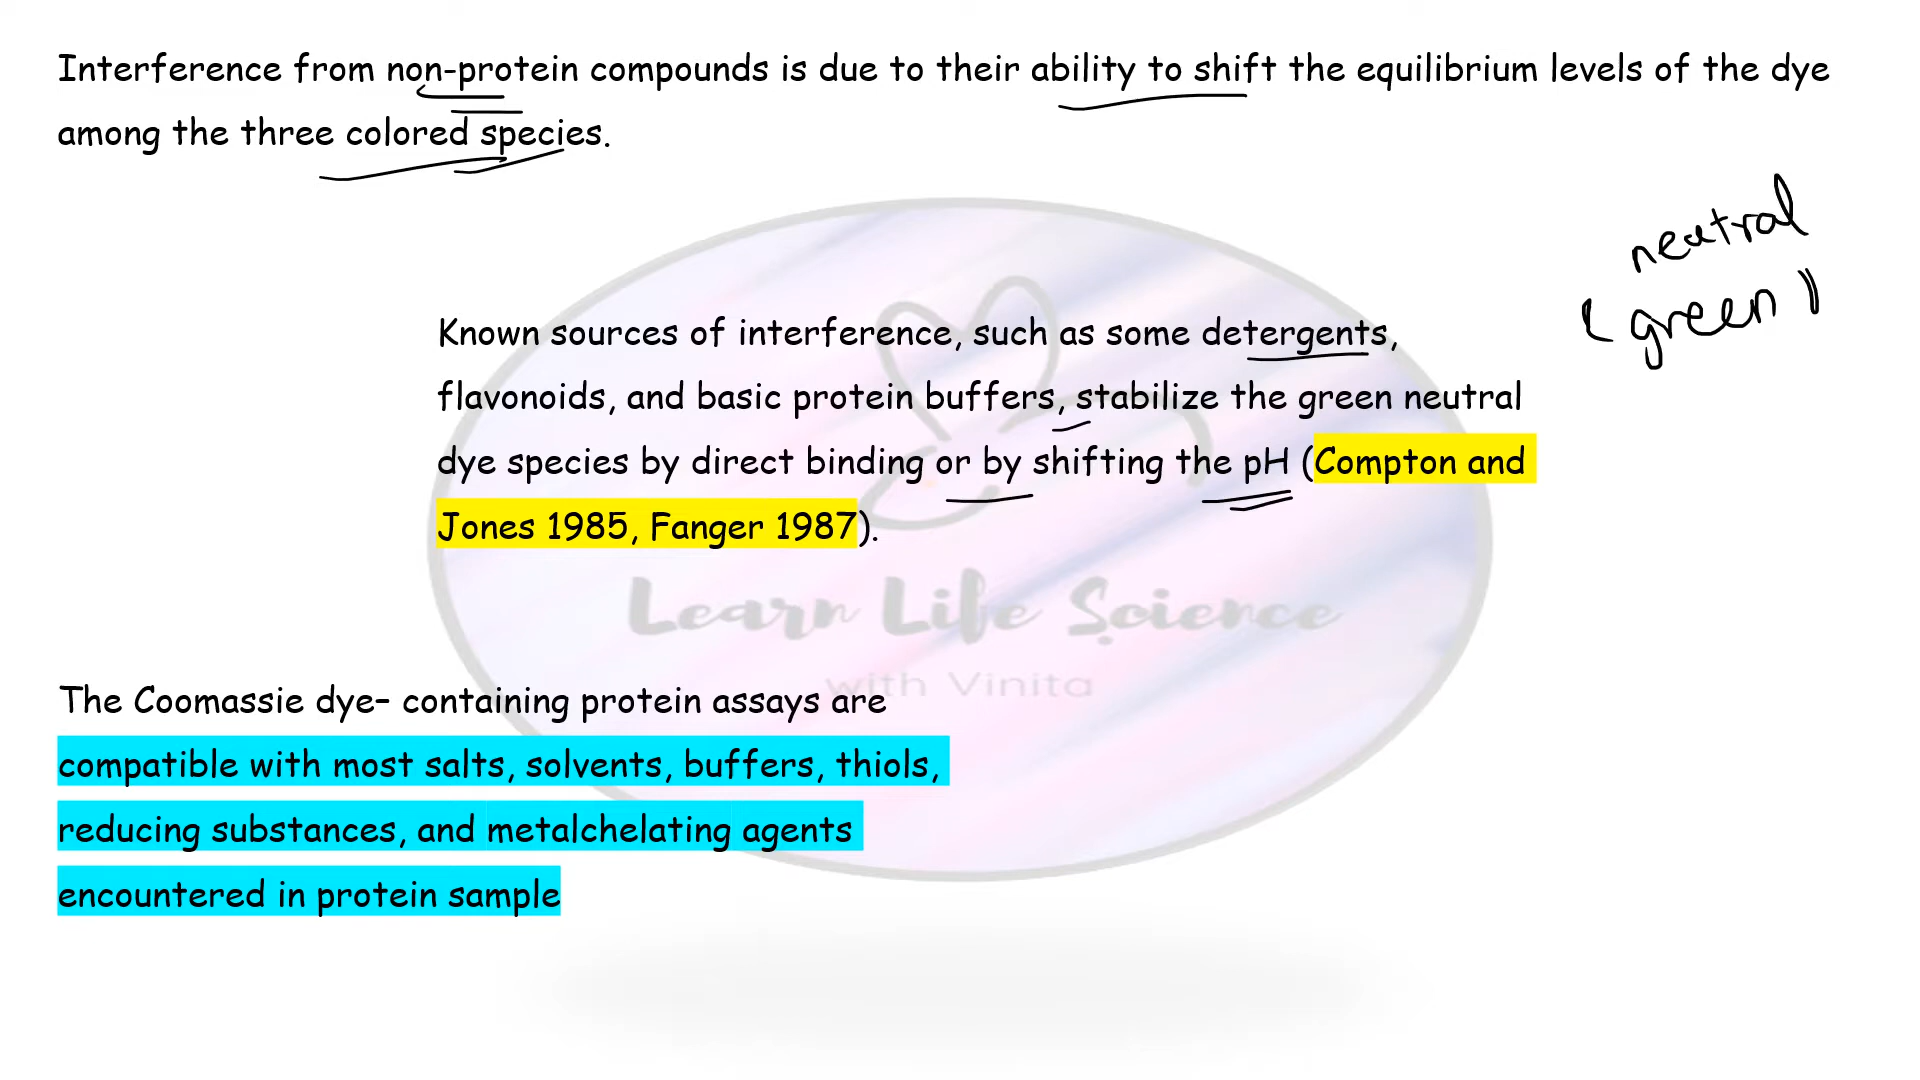 Interference from non-protein compounds is due to their ability to shift the equilibrium levels of the dye
among the three colored species.
neutral
(green)
Known sources of interference, such as some detergents,
flavonoids, and basic protein buffers, stabilize the green neutral
dye species by direct binding or by shifting the pH (Compton and
Jones 1985, Fanger 1987).
Learn Life Science
with Vinita
The Coomassie dye– containing protein assays are
compatible with most salts, solvents, buffers, thiols,
reducing substances, and metalchelating agents
encountered in protein sample